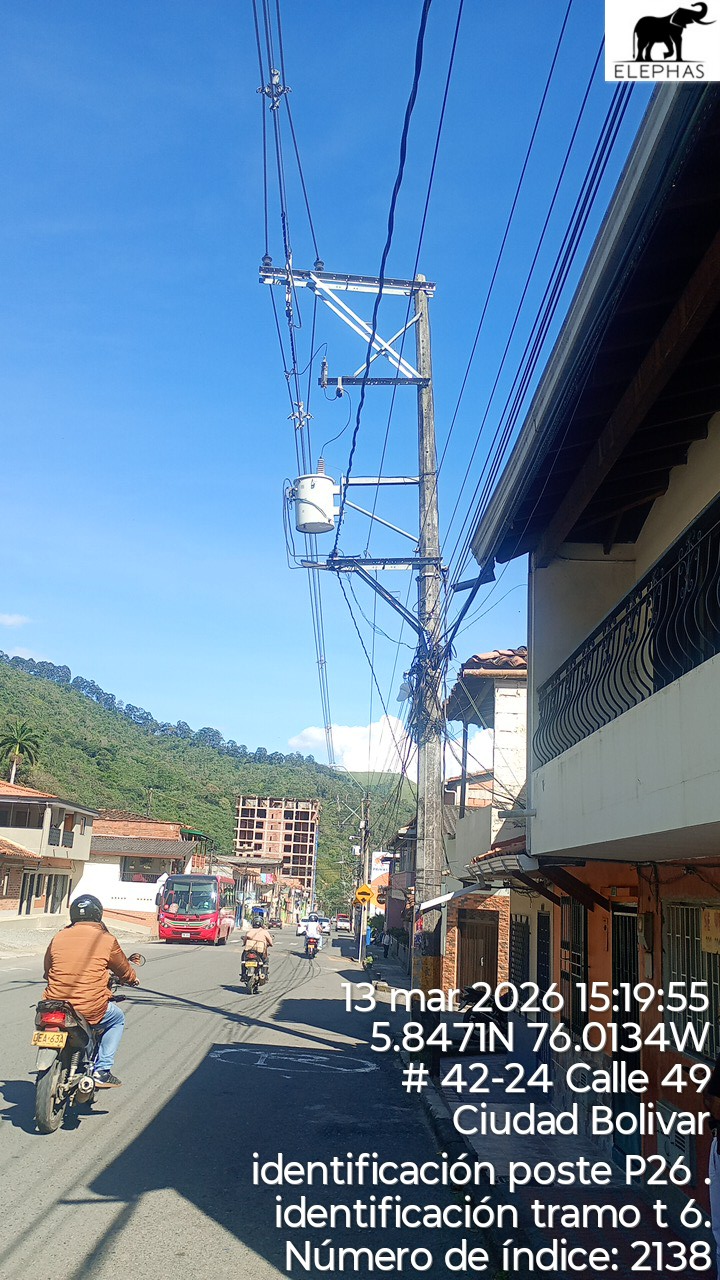 ELEPHAS
13 mar. 2026 15:19:55
5.8471N 76.0134W
# 42-24 Calle 49
Ciudad Bolivar
identificación poste P26 .
identificación tramo t 6.
Número de índice: 2138